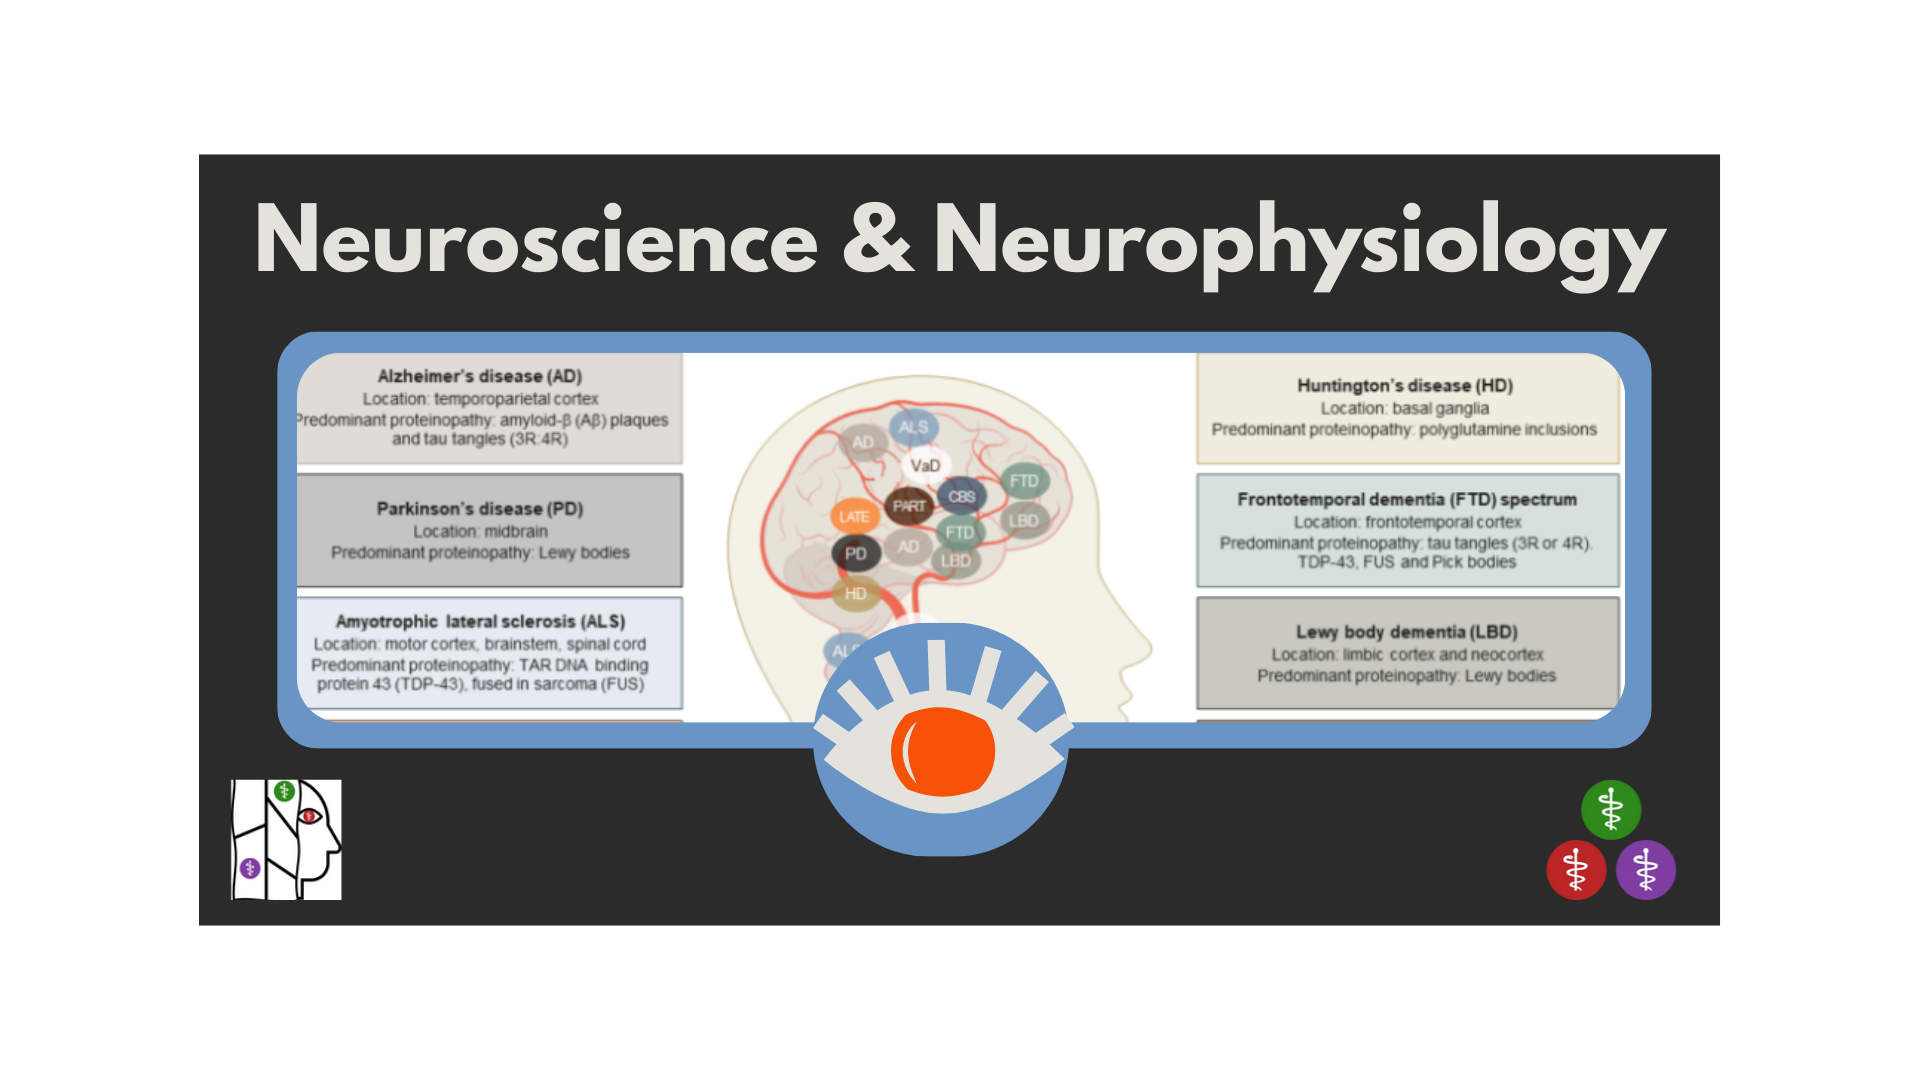 Neuroscience & Neurophysiology
Alzheimer's disease (AD)
Location: temporoparietal cortex
Predominant proteinopathy: amyloid-β (Aβ) plaques
and tau tangles (3R:4R)
Parkinson's disease (PD)
Location: midbrain
Predominant proteinopathy: Lewy bodies
Amyotrophic lateral sclerosis (ALS)
Location: motor cortex, brainstem, spinal cord
Predominant proteinopathy: TAR DNA binding
protein 43 (TDP-43), fused in sarcoma (FUS)
ALS
AD
VaD
FTD
CBS
PART
LATE
LBD
FTD
AD
PD
LBD
HD
Huntington's disease (HD)
Location: basal ganglia
Predominant proteinopathy: polyglutamine inclusions
Frontotemporal dementia (FTD) spectrum
Location: frontotemporal cortex
Predominant proteinopathy: tau tangles (3R or 4R).
TDP-43, FUS and Pick bodies
Lewy body dementia (LBD)
Location: limbic cortex and neocortex
Predominant proteinopathy: Lewy bodies